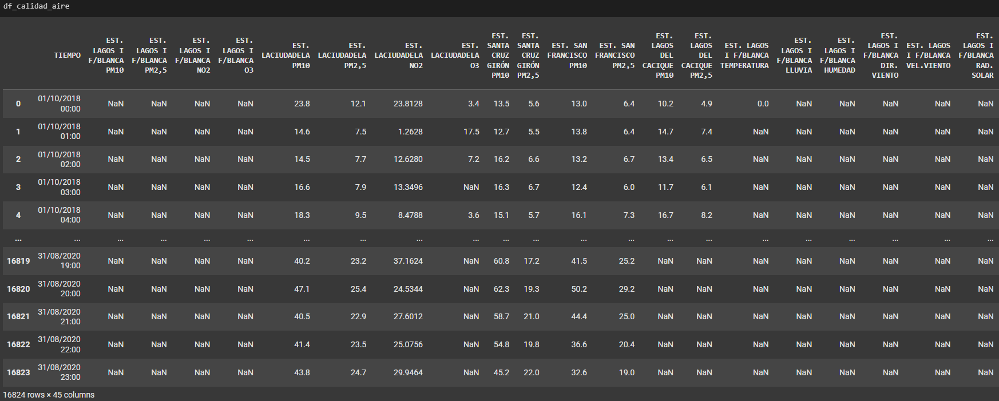 df_calidad_aire
TIEMPO EST. LAGOS I F/BLANCA PM10 EST. LAGOS I F/BLANCA PM2,5 EST. LAGOS I F/BLANCA NO2 EST. LAGOS I F/BLANCA O3 EST. LACIUDADELA PM10 EST. LACIUDADELA PM2,5 EST. LACIUDADELA NO2 EST. LACIUDADELA O3 EST. SANTA CRUZ GIRÓN PM10 EST. SANTA CRUZ GIRÓN PM2,5 EST. SAN FRANCISCO PM10 EST. SAN FRANCISCO PM2,5 EST. LAGOS DEL CACIQUE PM10 EST. LAGOS DEL CACIQUE PM2,5 EST. LAGOS I F/BLANCA TEMPERATURA EST. LAGOS I F/BLANCA LLUVIA EST. LAGOS I F/BLANCA HUMEDAD EST. LAGOS I F/BLANCA DIR. VIENTO EST. LAGOS I F/BLANCA VEL.VIENTO EST. LAGOS I F/BLANCA RAD. SOLAR
0 01/10/2018 00:00 NaN NaN NaN NaN 23.8 12.1 23.8128 3.4 13.5 5.6 13.0 6.4 10.2 4.9 0.0 NaN NaN NaN NaN NaN
1 01/10/2018 01:00 NaN NaN NaN NaN 14.6 7.5 1.2628 17.5 12.7 5.5 13.8 6.4 14.7 7.4 NaN NaN NaN NaN NaN NaN
2 01/10/2018 02:00 NaN NaN NaN NaN 14.5 7.7 12.6280 7.2 16.2 6.6 13.2 6.7 13.4 6.5 NaN NaN NaN NaN NaN NaN
3 01/10/2018 03:00 NaN NaN NaN NaN 16.6 7.9 13.3496 NaN 16.3 6.7 12.4 6.0 11.7 6.1 NaN NaN NaN NaN NaN NaN
4 01/10/2018 04:00 NaN NaN NaN NaN 18.3 9.5 8.4788 3.6 15.1 5.7 16.1 7.3 16.7 8.2 NaN NaN NaN NaN NaN NaN
... ... ... ... ... ... ... ... ... ... ... ... ... ... ... ... ... ... ... ... ... ...
16819 31/08/2020 19:00 NaN NaN NaN NaN 40.2 23.2 37.1624 NaN 60.8 17.2 41.5 25.2 NaN NaN NaN NaN NaN NaN NaN NaN
16820 31/08/2020 20:00 NaN NaN NaN NaN 47.1 25.4 24.5344 NaN 62.3 19.3 50.2 29.2 NaN NaN NaN NaN NaN NaN NaN NaN
16821 31/08/2020 21:00 NaN NaN NaN NaN 40.5 22.9 27.6012 NaN 58.7 21.0 44.4 25.0 NaN NaN NaN NaN NaN NaN NaN NaN
16822 31/08/2020 22:00 NaN NaN NaN NaN 41.4 23.5 25.0756 NaN 54.8 19.8 36.6 20.4 NaN NaN NaN NaN NaN NaN NaN NaN
16823 31/08/2020 23:00 NaN NaN NaN NaN 43.8 24.7 29.9464 NaN 45.2 22.0 32.6 19.0 NaN NaN NaN NaN NaN NaN NaN NaN
16824 rows × 45 columns